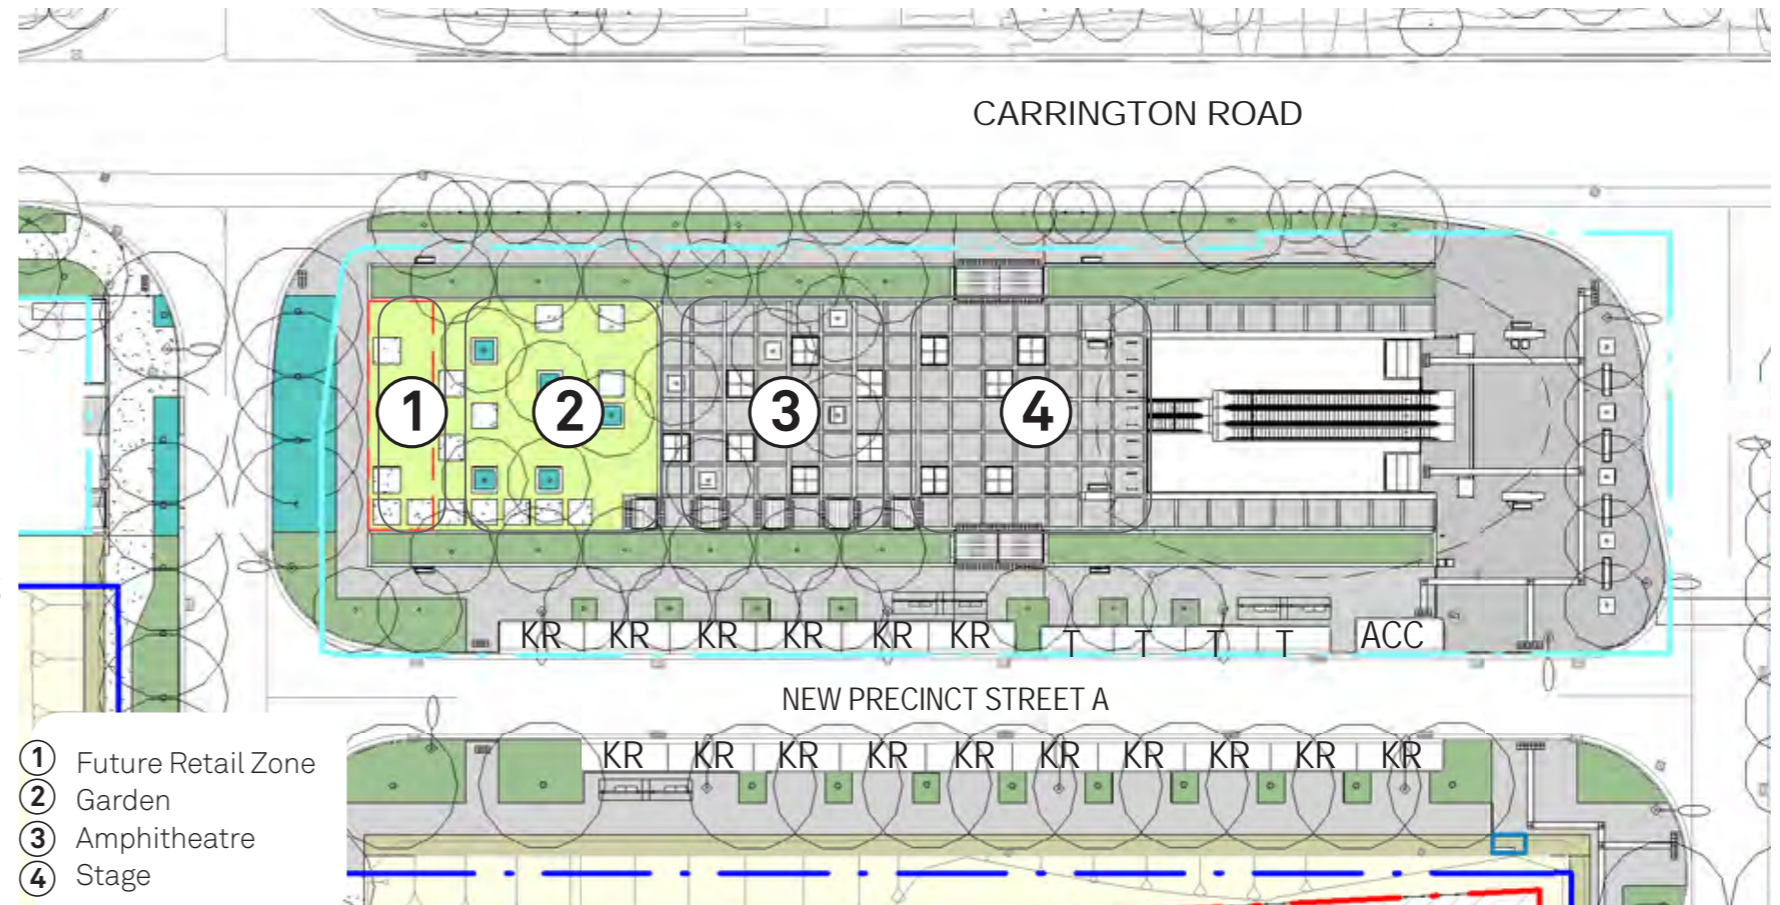 CARRINGTON ROAD
1
2
3
4
KR KR KR KR KR KR T T T T ACC
NEW PRECINCT STREET A
KR KR KR KR KR KR KR KR KR KR
1 Future Retail Zone
2 Garden
3 Amphitheatre
4 Stage